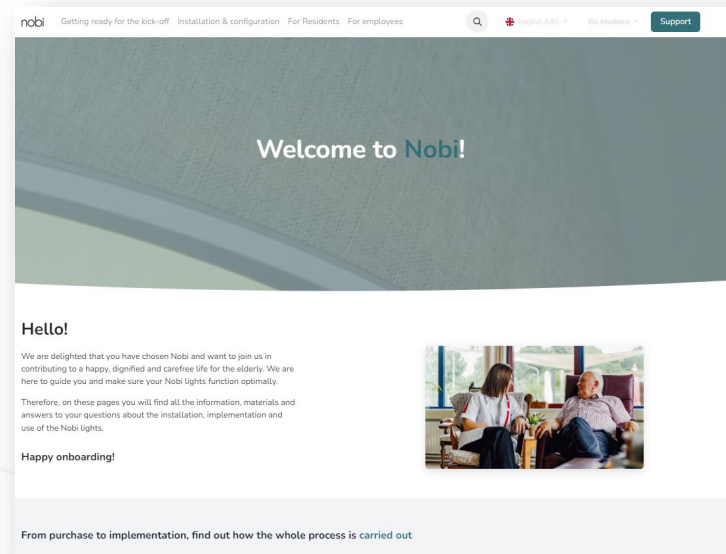 nobi Getting ready for the kick-off Installation & configuration For Residents For employees English (UK) Support
Welcome to Nobi!
Hello!
We are delighted that you have chosen Nobi and want to join us in
contributing to a happy, dignified and carefree life for the elderly. We are
here to guide you and make sure your Nobi lights function optimally.
Therefore, on these pages you will find all the information, materials and
answers to your questions about the installation, implementation and
use of the Nobi lights.
Happy onboarding!
From purchase to implementation, find out how the whole process is carried out